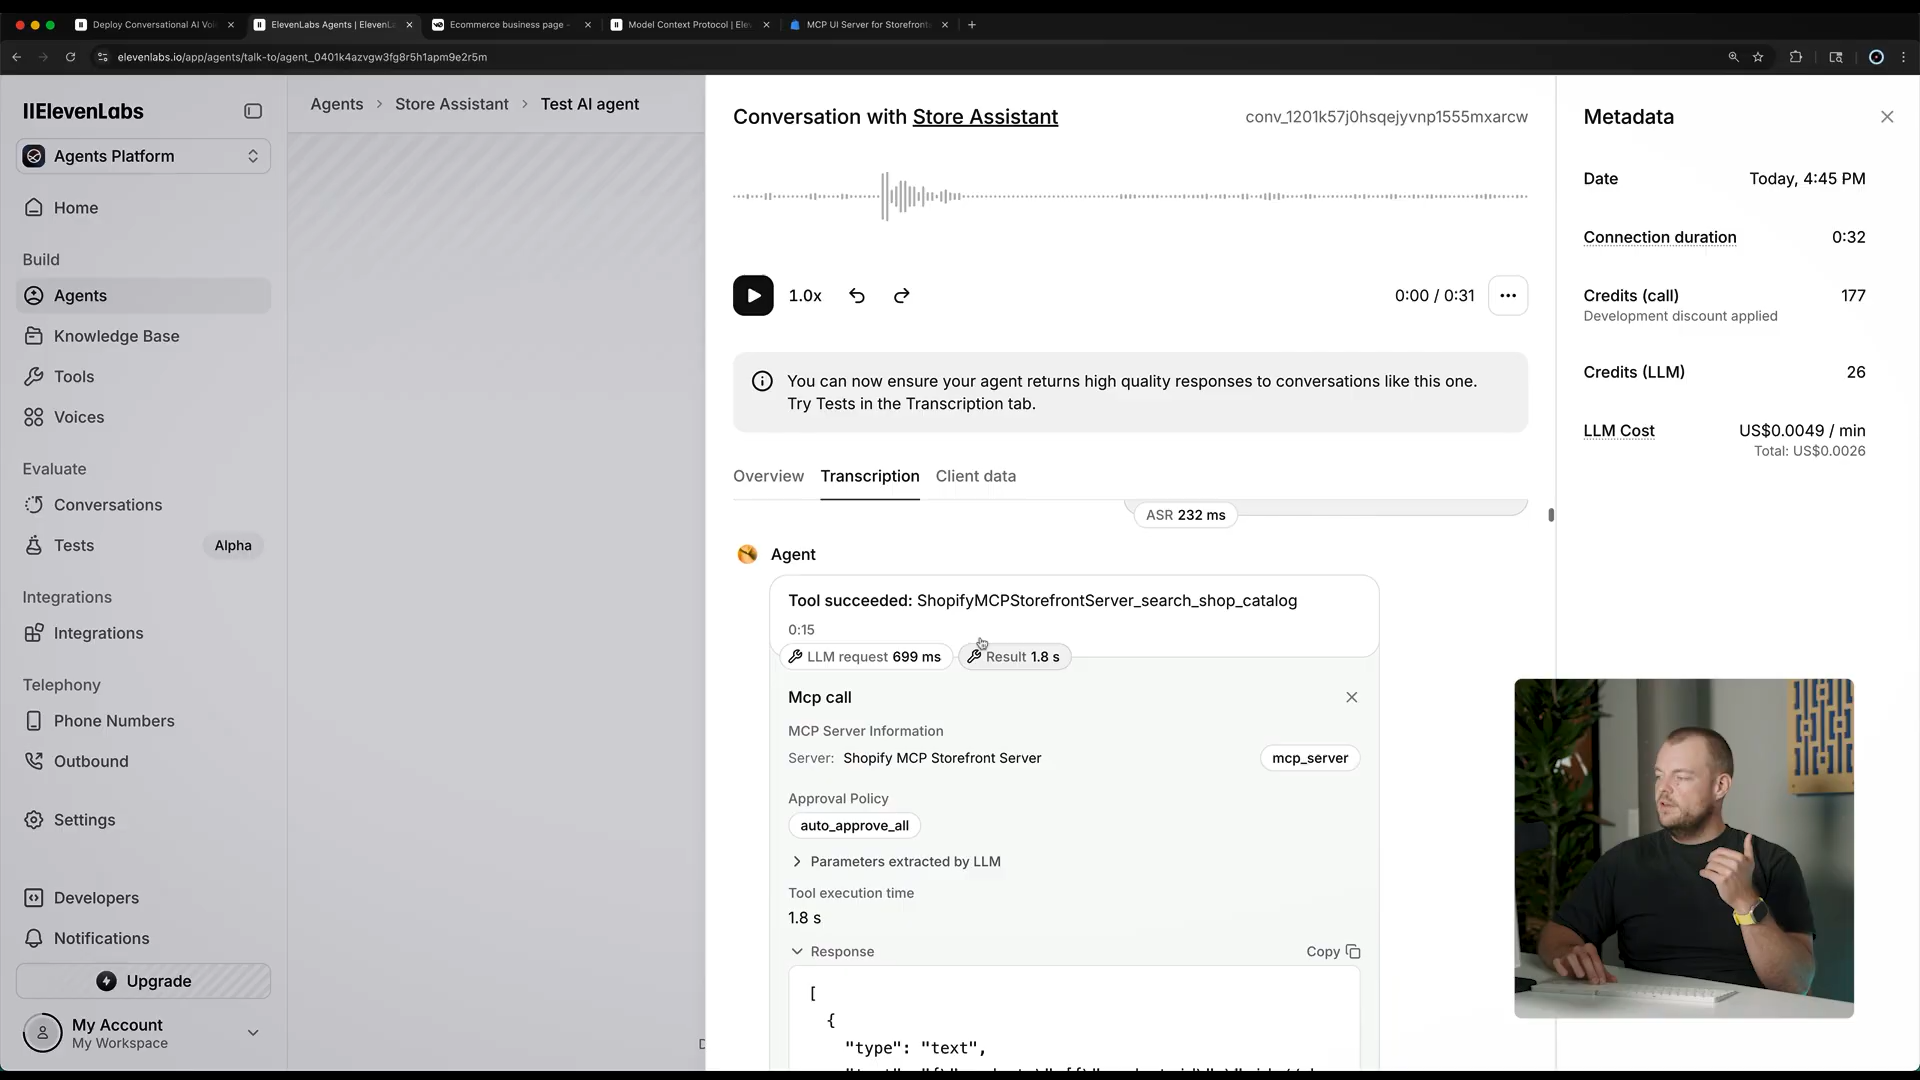 Deploy Conversational AI Voi
ElevenLabs Agents | ElevenLa
Ecommerce business page -
Model Context Protocol | Ele
MCP UI Server for Storefront
elevenlabs.io/app/agents/talk-to/agent_0401k4azvgw3fg8r5h1apm9e2r5m
IIElevenLabs
Agents Platform
Home
Build
Agents
Knowledge Base
Tools
Voices
Evaluate
Conversations
Tests Alpha
Integrations
Integrations
Telephony
Phone Numbers
Outbound
Settings
Developers
Notifications
Upgrade
My Account
My Workspace
Agents > Store Assistant > Test AI agent
Conversation with Store Assistant
conv_1201k57j0hsqejyvnp1555mxarcw
1.0x
0:00 / 0:31
You can now ensure your agent returns high quality responses to conversations like this one.
Try Tests in the Transcription tab.
Overview Transcription Client data
ASR 232 ms
Agent
Tool succeeded: ShopifyMCPStorefrontServer_search_shop_catalog
0:15
LLM request 699 ms Result 1.8 s
Mcp call
MCP Server Information
Server: Shopify MCP Storefront Server mcp_server
Approval Policy
auto_approve_all
Parameters extracted by LLM
Tool execution time
1.8 s
Response Copy
[
{
"type": "text",
Metadata
Date Today, 4:45 PM
Connection duration 0:32
Credits (call) 177
Development discount applied
Credits (LLM) 26
LLM Cost US$0.0049 / min
Total: US$0.0026